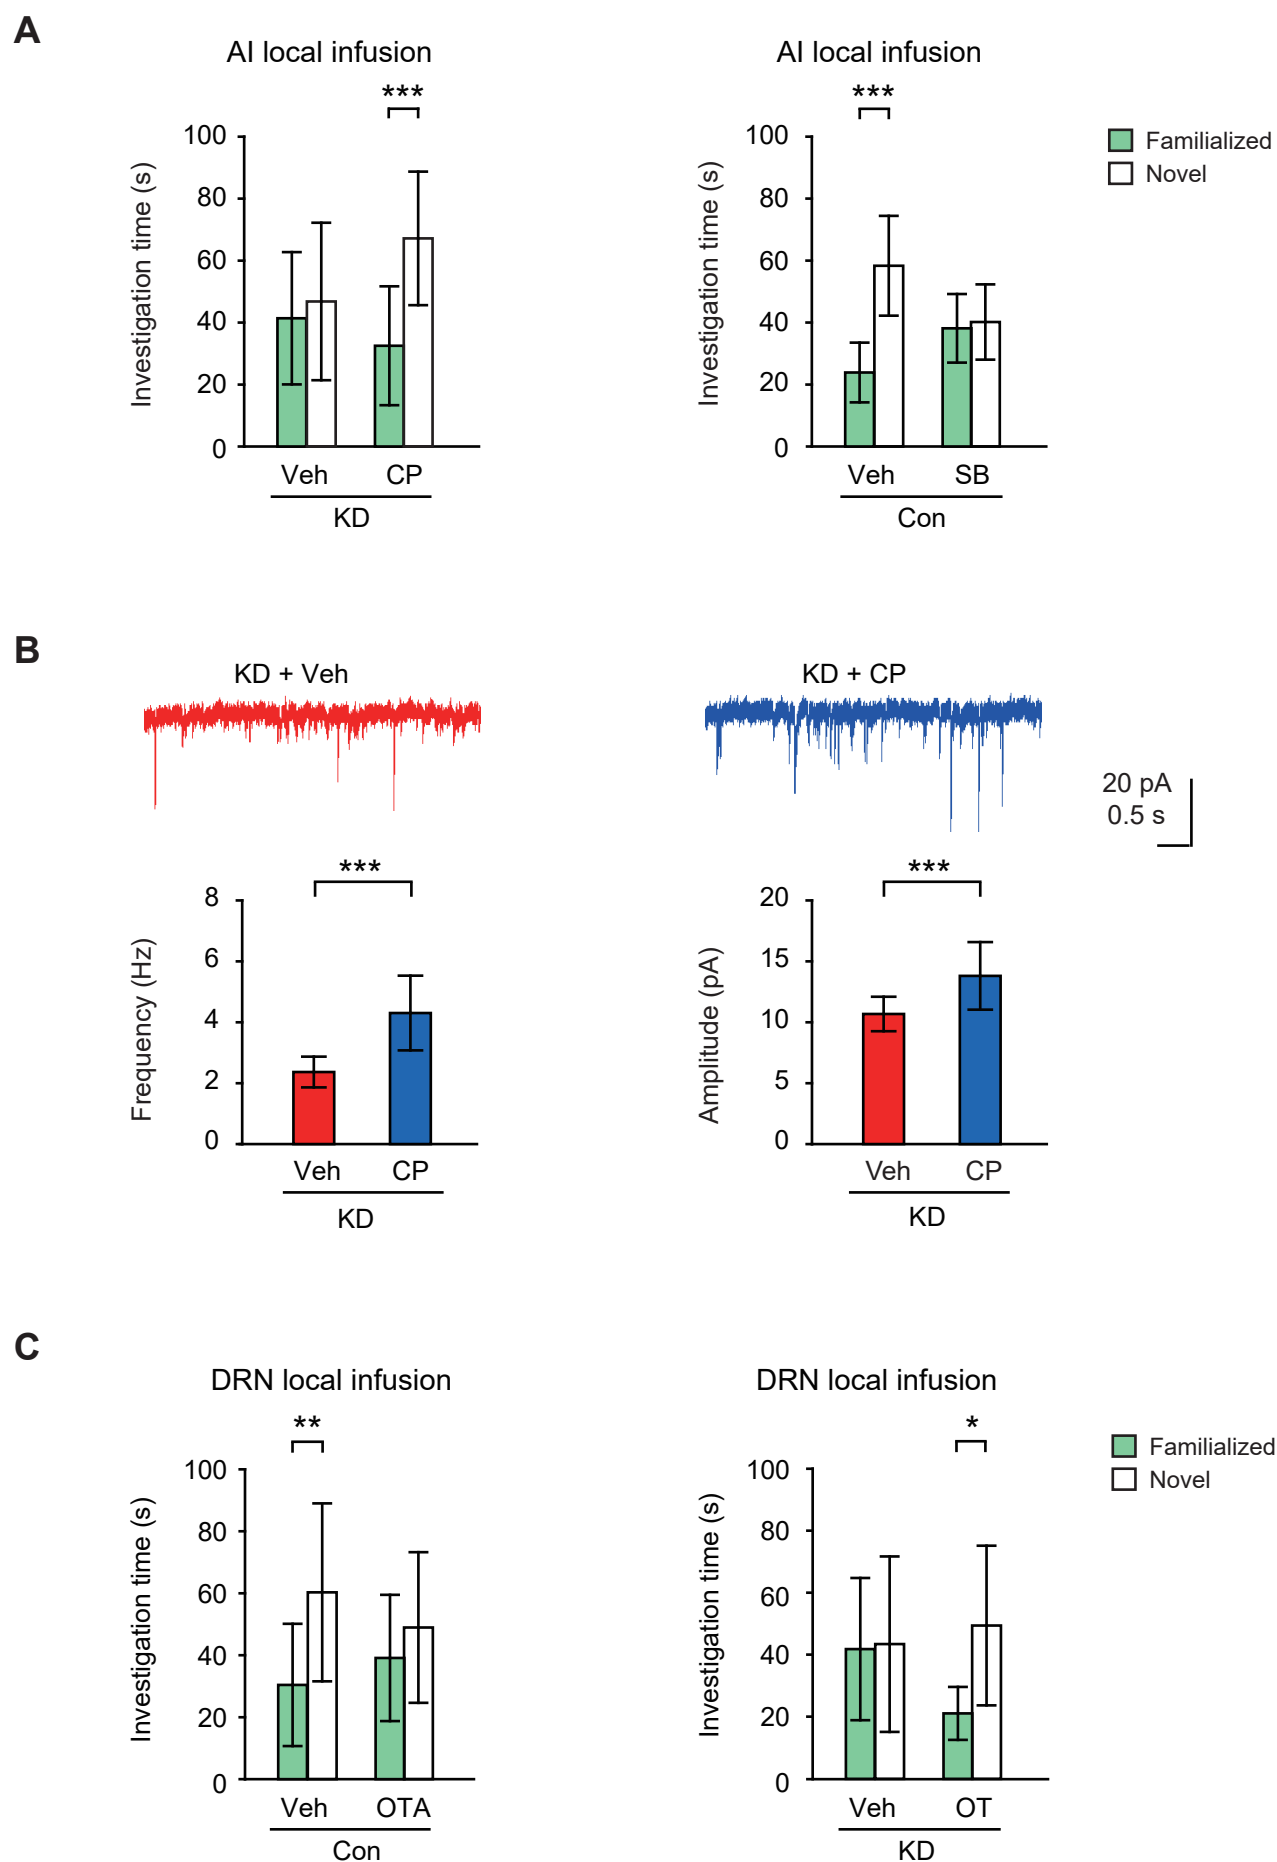 A
AI local infusion
AI local infusion
***
***
Familialized
Novel
Investigation time (s)
100
80
60
40
20
0
Veh CP
KD
Investigation time (s)
100
80
60
40
20
0
Veh SB
Con
B
KD + Veh
KD + CP
20 pA
0.5 s
***
***
Frequency (Hz)
8
6
4
2
0
Veh CP
KD
Amplitude (pA)
20
15
10
5
0
Veh CP
KD
C
DRN local infusion
DRN local infusion
**
*
Familialized
Novel
Investigation time (s)
100
80
60
40
20
0
Veh OTA
Con
Investigation time (s)
100
80
60
40
20
0
Veh OT
KD